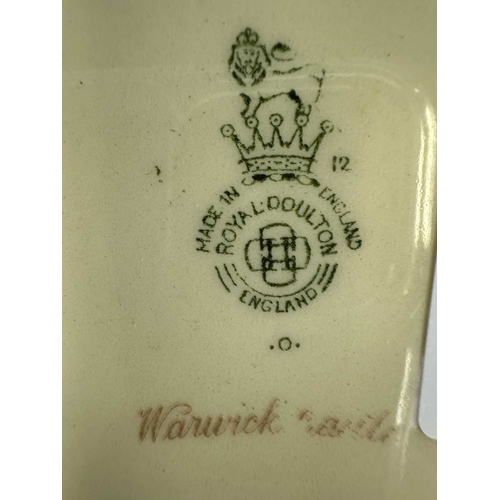 12
MADE IN ENGLAND
ROYAL·DOULTON
ENGLAND
.O.
Warwick